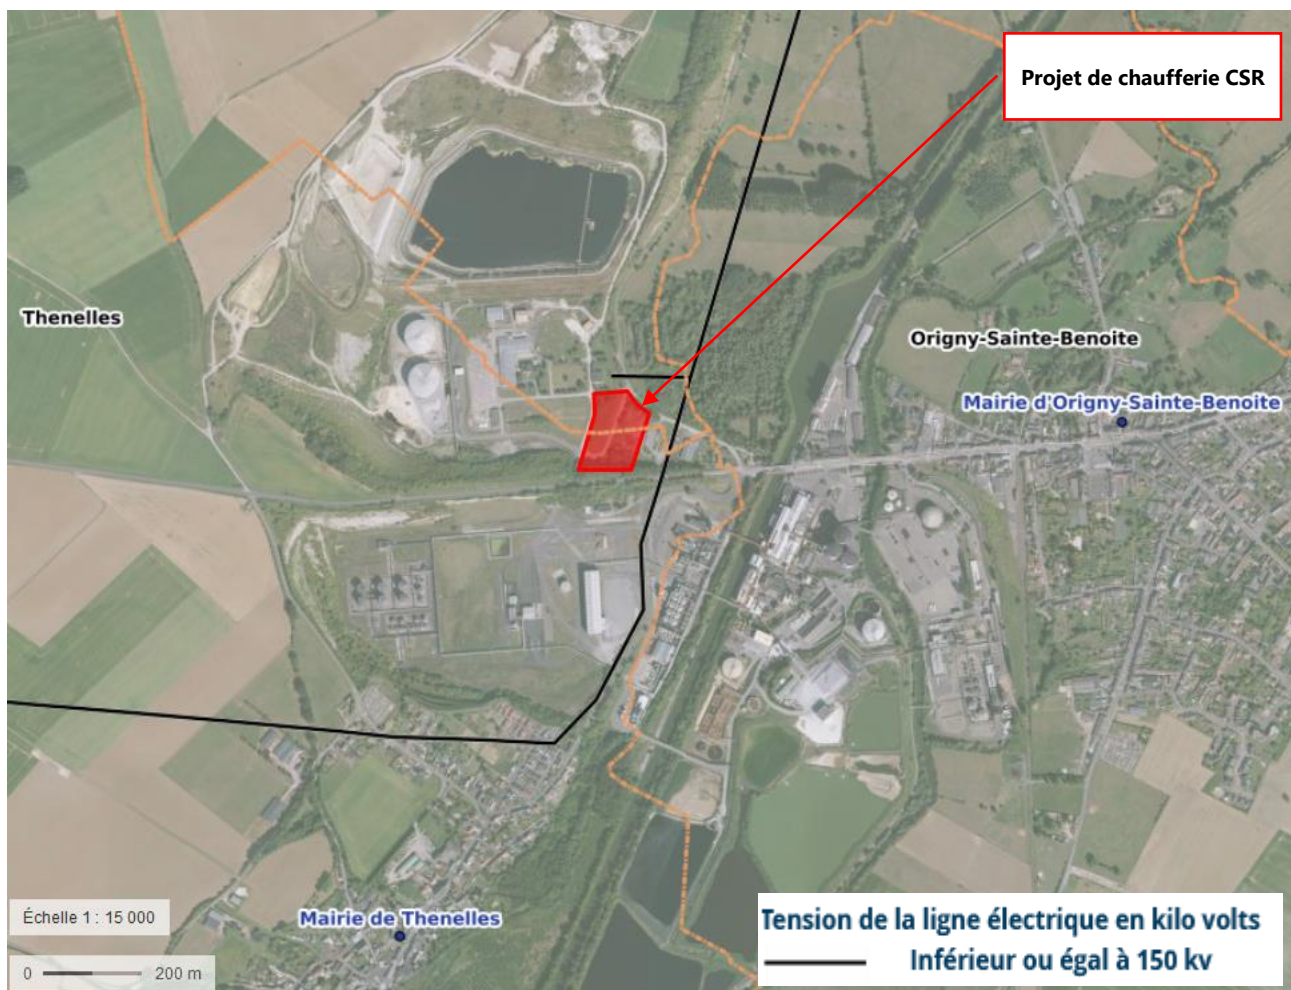 Projet de chaufferie CSR
Thenelles
Origny-Sainte-Benoite
Mairie d'Origny-Sainte-Benoite
Mairie de Thenelles
Échelle 1 : 15 000
0 200 m
Tension de la ligne électrique en kilo volts
Inférieur ou égal à 150 kv